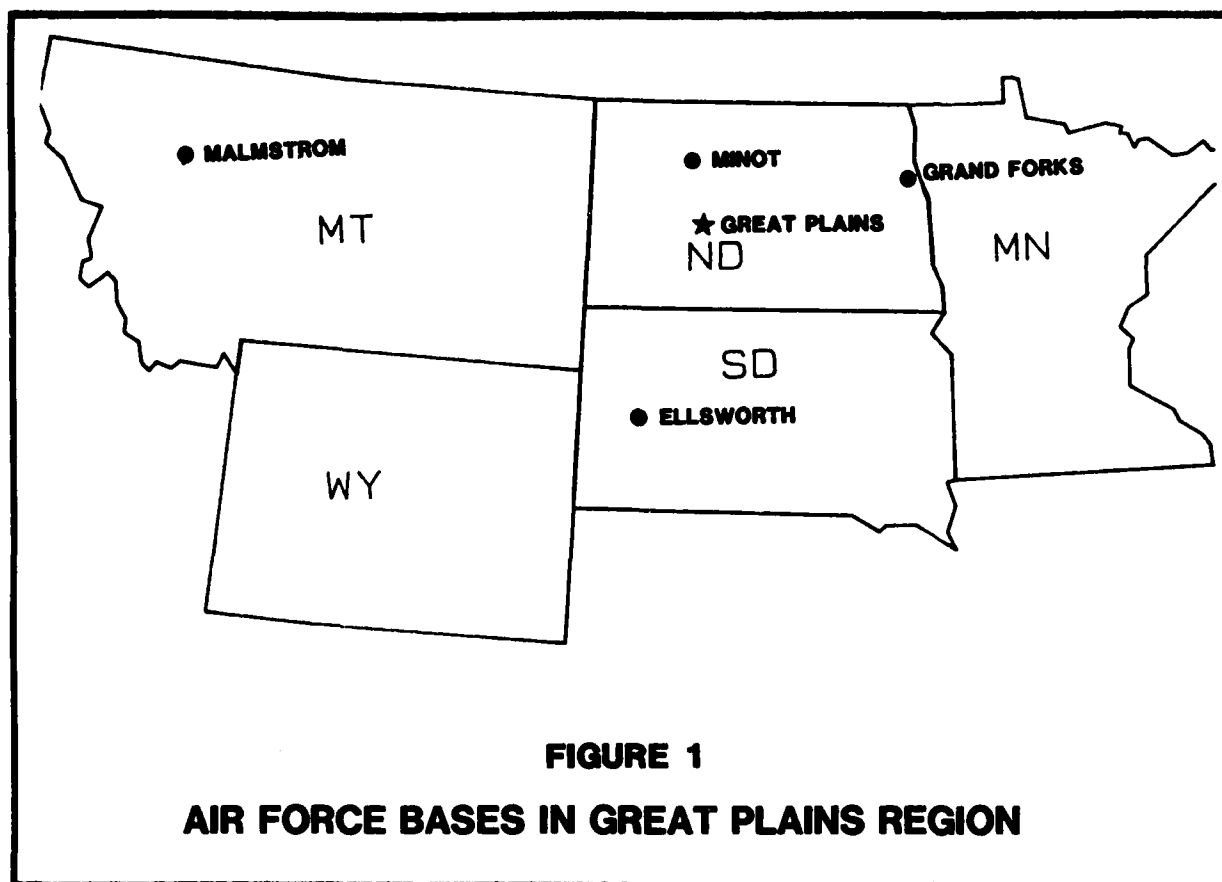 MALMSTROM
MINOT
GRAND FORKS
GREAT PLAINS
MT
ND
MN
SD
ELLSWORTH
WY
FIGURE 1
AIR FORCE BASES IN GREAT PLAINS REGION